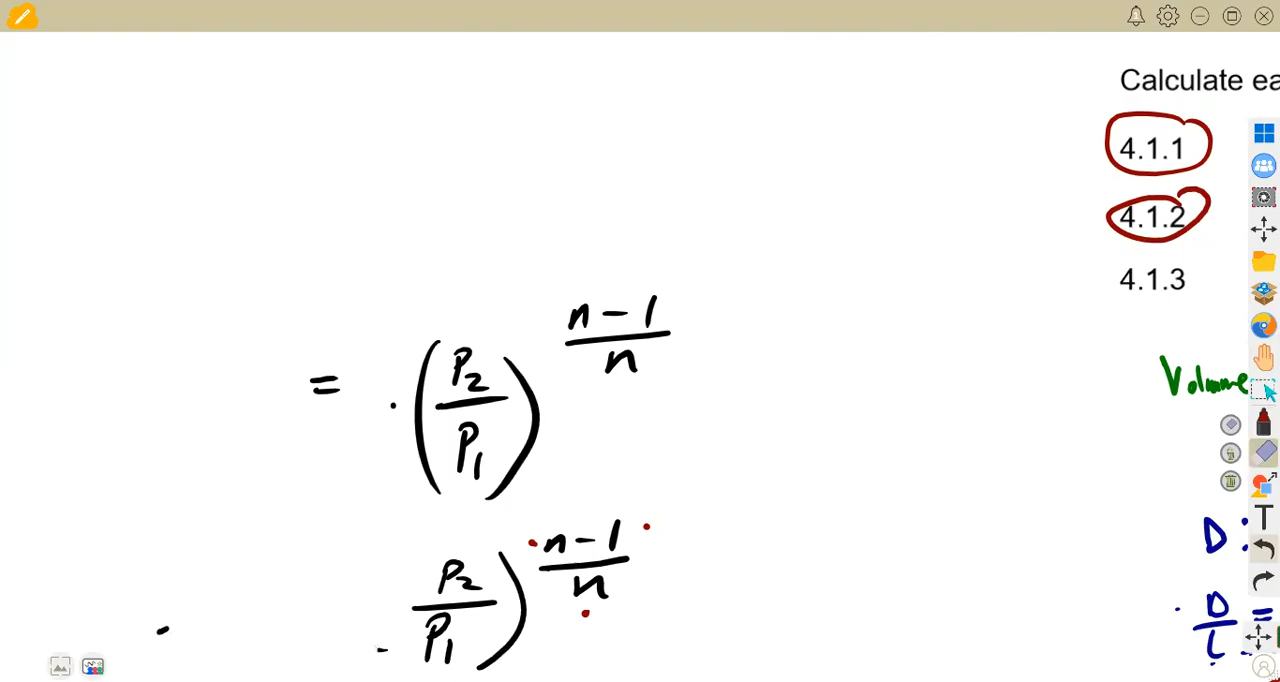 Calculate ea
4.1.1
4.1.2
4.1.3
= (P2/P1)^(n-1/n)
Volume
P2/P1)^(n-1/n)
D:
D/L =
T